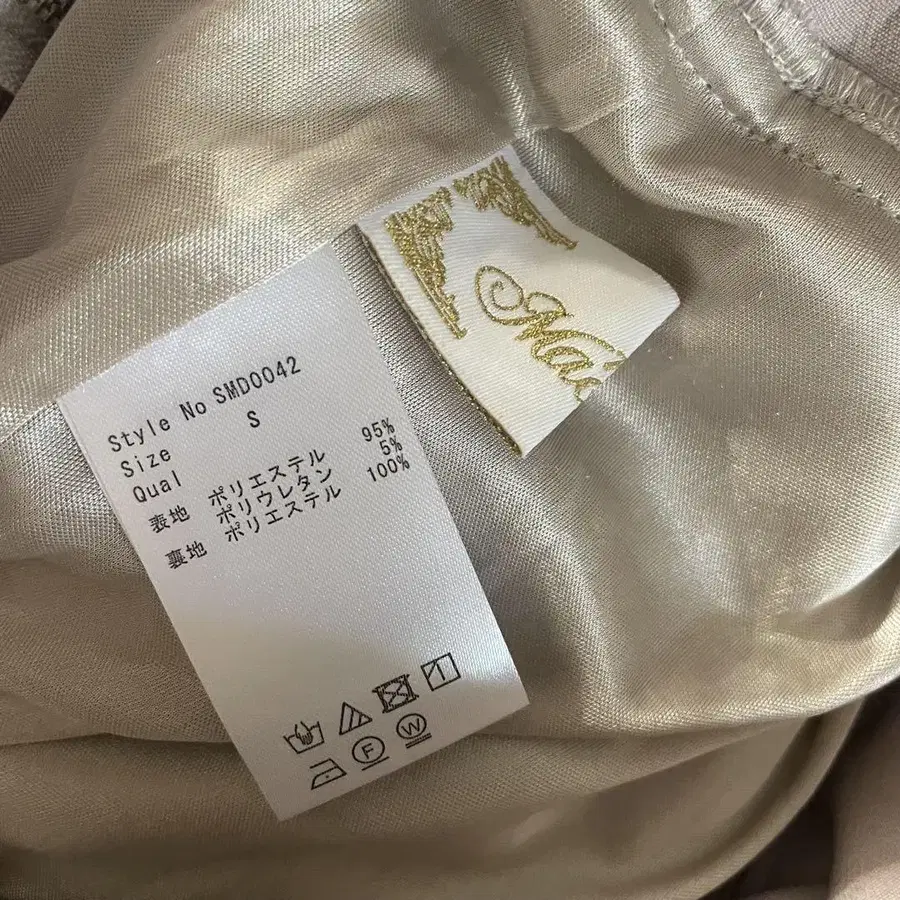 Style No SMD0042
Size S
Qual
表地 ポリエステル 95%
ポリウレタン 5%
裏地 ポリエステル 100%
F W